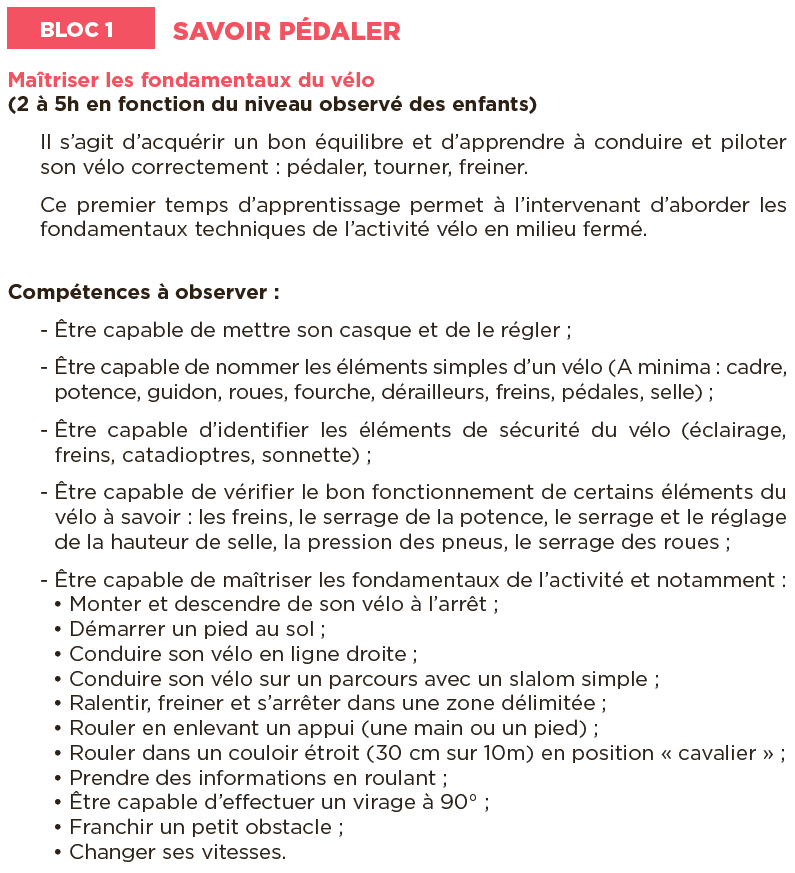 BLOC 1 SAVOIR PÉDALER
Maîtriser les fondamentaux du vélo
(2 à 5h en fonction du niveau observé des enfants)
Il s’agit d’acquérir un bon équilibre et d’apprendre à conduire et piloter
son vélo correctement : pédaler, tourner, freiner.
Ce premier temps d’apprentissage permet à l’intervenant d’aborder les
fondamentaux techniques de l’activité vélo en milieu fermé.
Compétences à observer :
- Être capable de mettre son casque et de le régler ;
- Être capable de nommer les éléments simples d’un vélo (A minima : cadre,
potence, guidon, roues, fourche, dérailleurs, freins, pédales, selle) ;
- Être capable d’identifier les éléments de sécurité du vélo (éclairage,
freins, catadioptres, sonnette) ;
- Être capable de vérifier le bon fonctionnement de certains éléments du
vélo à savoir : les freins, le serrage de la potence, le serrage et le réglage
de la hauteur de selle, la pression des pneus, le serrage des roues ;
- Être capable de maîtriser les fondamentaux de l’activité et notamment :
• Monter et descendre de son vélo à l’arrêt ;
• Démarrer un pied au sol ;
• Conduire son vélo en ligne droite ;
• Conduire son vélo sur un parcours avec un slalom simple ;
• Ralentir, freiner et s’arrêter dans une zone délimitée ;
• Rouler en enlevant un appui (une main ou un pied) ;
• Rouler dans un couloir étroit (30 cm sur 10m) en position « cavalier » ;
• Prendre des informations en roulant ;
• Être capable d’effectuer un virage à 90° ;
• Franchir un petit obstacle ;
• Changer ses vitesses.